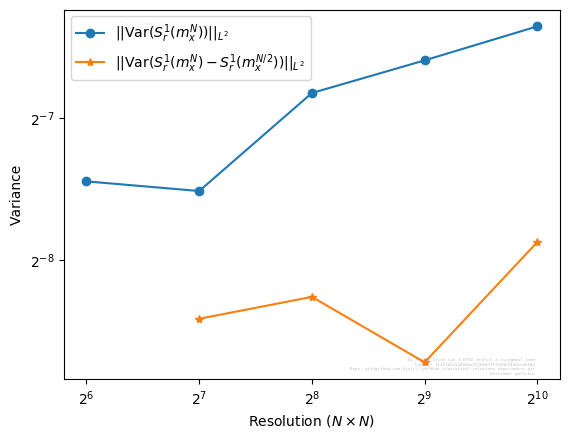 ||Var(S_r^1(m_x^N))||_{L^2}
||Var(S_r^1(m_x^N) − S_r^1(m_x^{N/2}))||_{L^2}
2^{-7}
2^{-8}
Variance
2^6 2^7 2^8 2^9 2^{10}
Resolution (N × N)